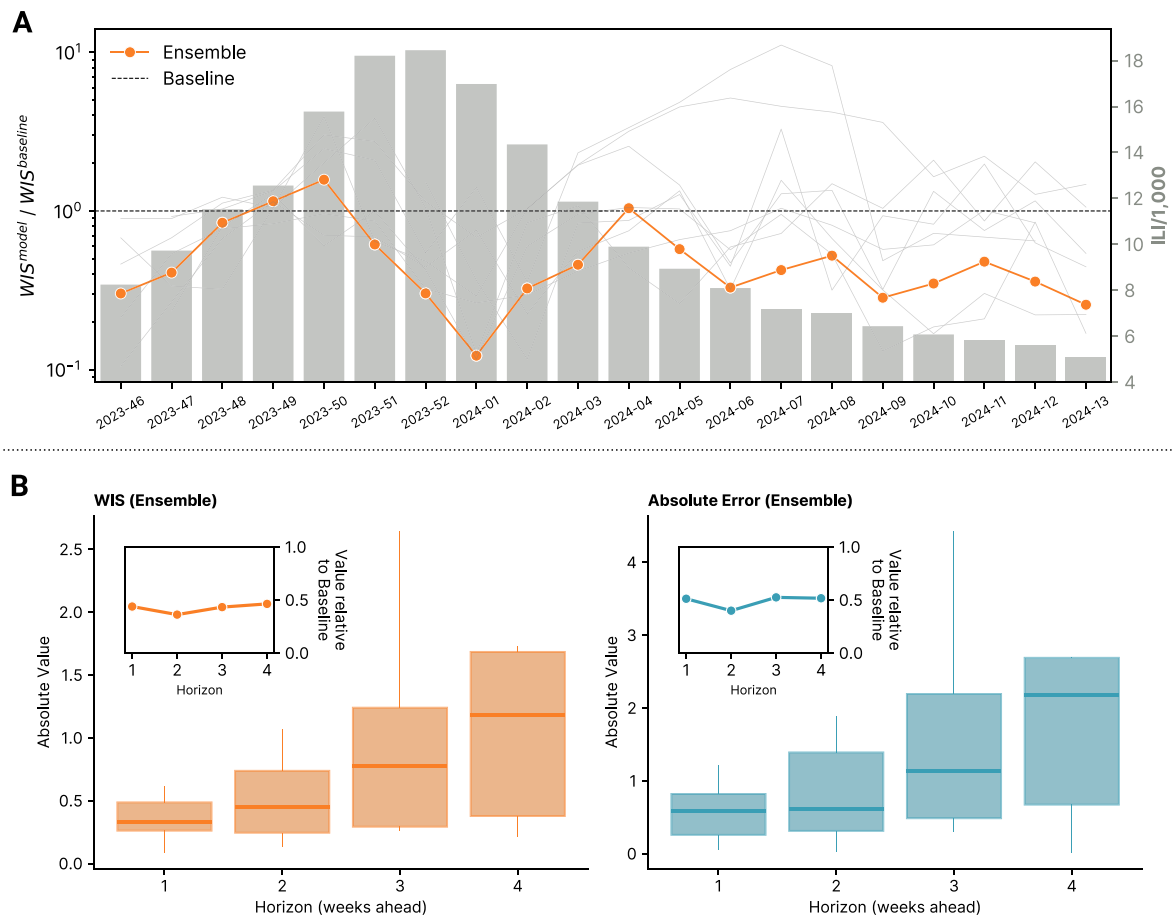 A
Ensemble
Baseline
WIS^model / WIS^baseline
10^1
10^0
10^−1
18
16
14
12
10
8
6
4
ILI/1,000
2023-46
2023-47
2023-48
2023-49
2023-50
2023-51
2023-52
2024-01
2024-02
2024-03
2024-04
2024-05
2024-06
2024-07
2024-08
2024-09
2024-10
2024-11
2024-12
2024-13
B
WIS (Ensemble)
Absolute Value
2.5
2.0
1.5
1.0
0.5
0.0
1.0
0.5
0.0
Value relative
to Baseline
1 2 3 4
Horizon
1 2 3 4
Horizon (weeks ahead)
Absolute Error (Ensemble)
Absolute Value
4
3
2
1
0
1.0
0.5
0.0
Value relative
to Baseline
1 2 3 4
Horizon
1 2 3 4
Horizon (weeks ahead)